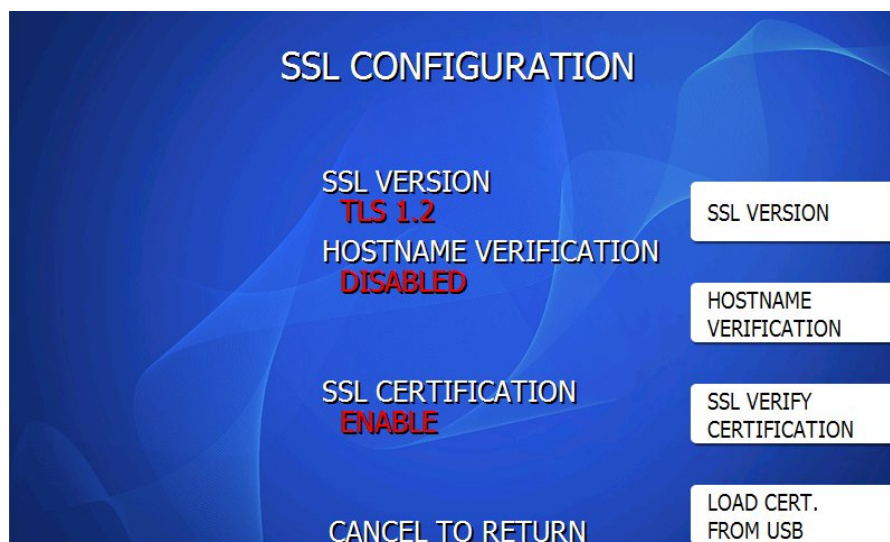 SSL CONFIGURATION
SSL VERSION
TLS 1.2
HOSTNAME VERIFICATION
DISABLED
SSL CERTIFICATION
ENABLE
CANCEL TO RETURN
SSL VERSION
HOSTNAME
VERIFICATION
SSL VERIFY
CERTIFICATION
LOAD CERT.
FROM USB